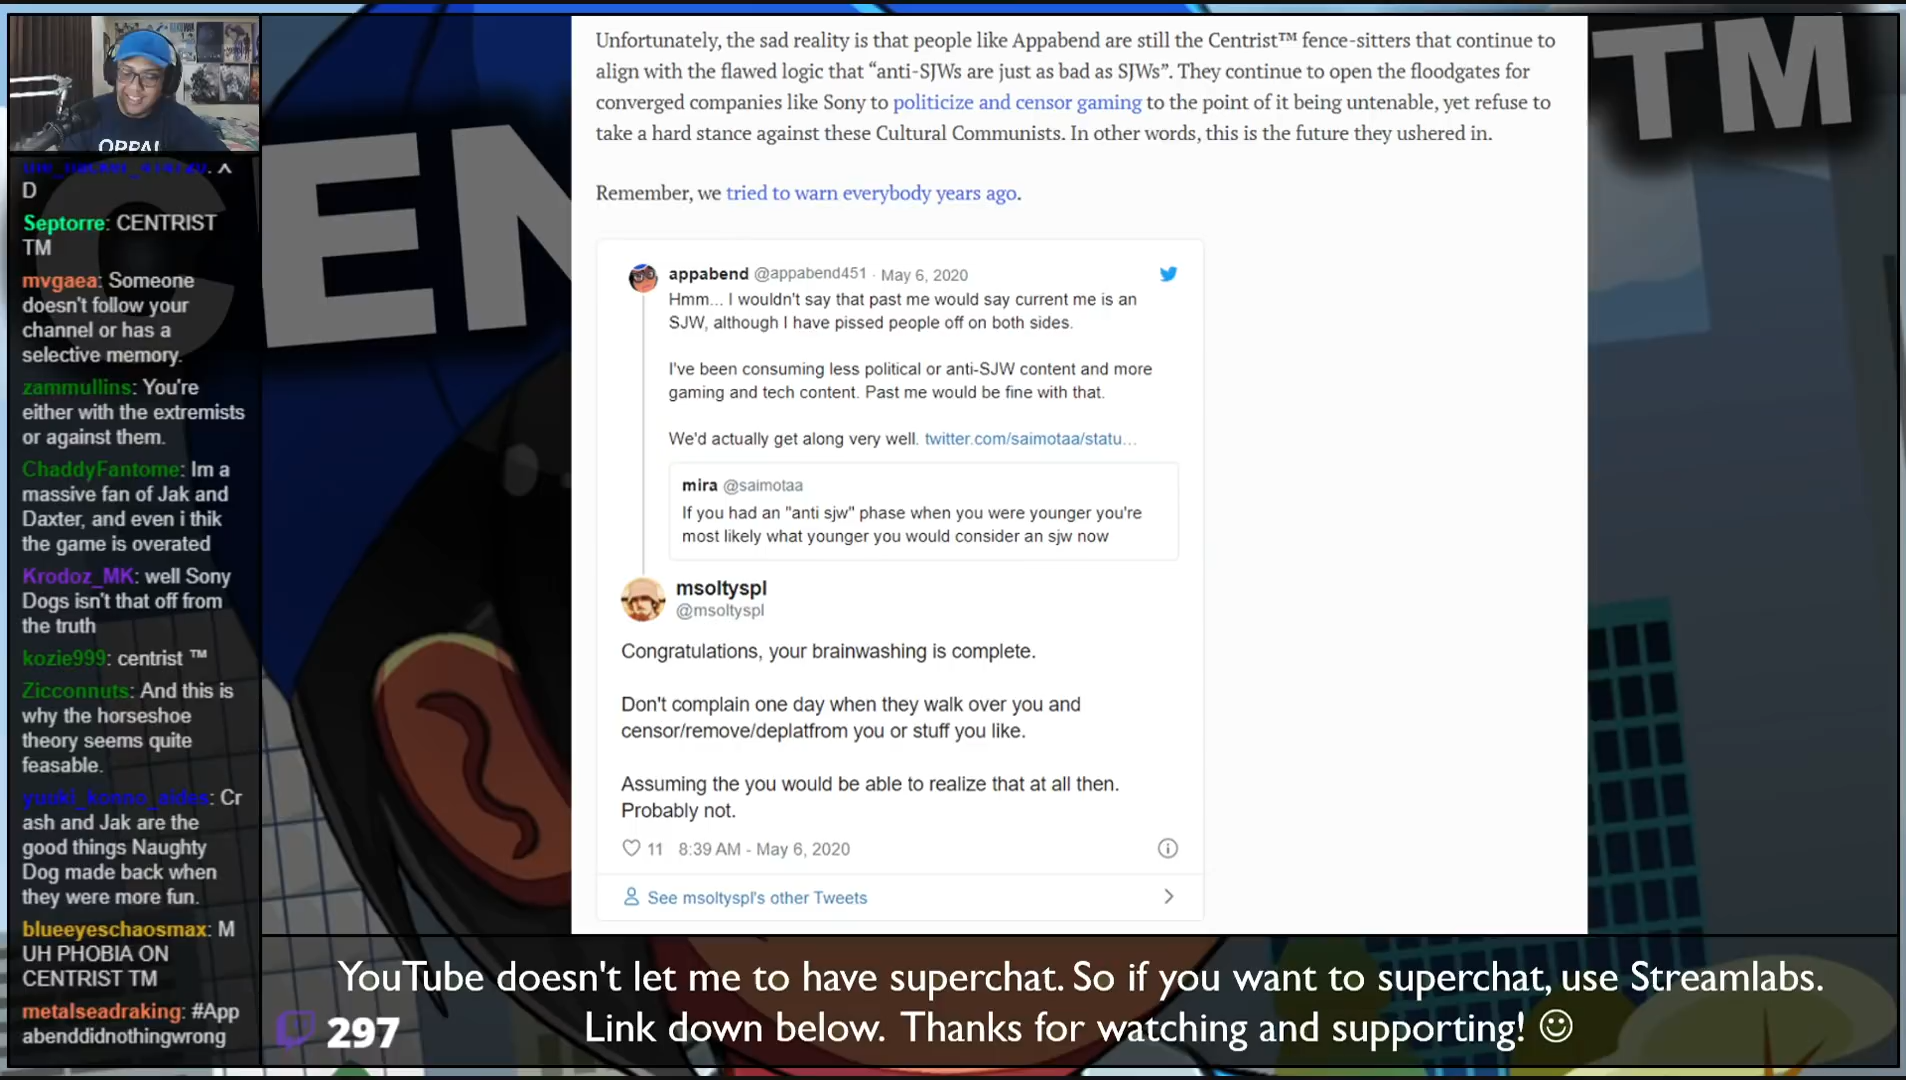 OPPAI
D
Septorre: CENTRIST
TM
mvgaea: Someone
doesn't follow your
channel or has a
selective memory.
zammullins: You're
either with the extremists
or against them.
ChaddyFantome: Im a
massive fan of Jak and
Daxter, and even i thik
the game is overated
Krodoz_MK: well Sony
Dogs isn't that off from
the truth
kozie999: centrist ™
Zicconnuts: And this is
why the horseshoe
theory seems quite
feasable.
yuuki_konno_aides: Cr
ash and Jak are the
good things Naughty
Dog made back when
they were more fun.
blueeyeschaosmax: M
UH PHOBIA ON
CENTRIST TM
metalseadraking: #App
abenddidnothingwrong
CEN
TM
Unfortunately, the sad reality is that people like Appabend are still the Centrist™ fence-sitters that continue to
align with the flawed logic that “anti-SJWs are just as bad as SJWs”. They continue to open the floodgates for
converged companies like Sony to politicize and censor gaming to the point of it being untenable, yet refuse to
take a hard stance against these Cultural Communists. In other words, this is the future they ushered in.
Remember, we tried to warn everybody years ago.
appabend @appabend451 · May 6, 2020
Hmm... I wouldn't say that past me would say current me is an
SJW, although I have pissed people off on both sides.
I've been consuming less political or anti-SJW content and more
gaming and tech content. Past me would be fine with that.
We'd actually get along very well. twitter.com/saimotaa/statu…
mira @saimotaa
If you had an "anti sjw" phase when you were younger you're
most likely what younger you would consider an sjw now
msoltyspl
@msoltyspl
Congratulations, your brainwashing is complete.
Don't complain one day when they walk over you and
censor/remove/deplatfrom you or stuff you like.
Assuming the you would be able to realize that at all then.
Probably not.
11 8:39 AM - May 6, 2020
See msoltyspl's other Tweets
YouTube doesn't let me to have superchat. So if you want to superchat, use Streamlabs.
Link down below. Thanks for watching and supporting! ☺
297